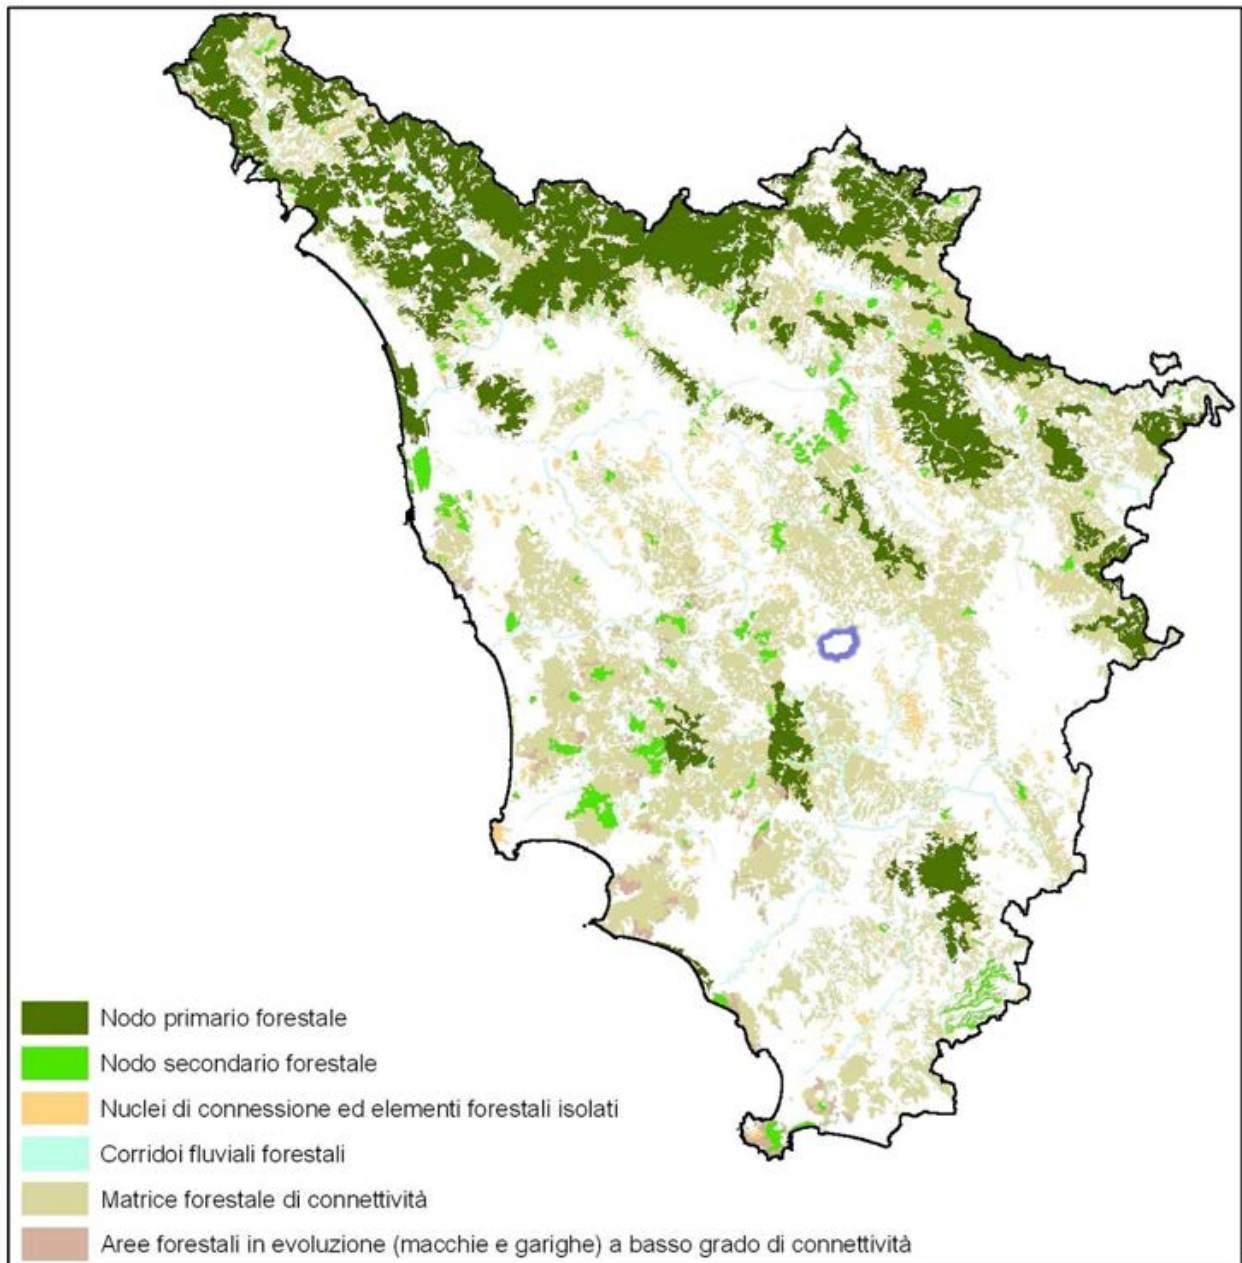 Nodo primario forestale
Nodo secondario forestale
Nuclei di connessione ed elementi forestali isolati
Corridoi fluviali forestali
Matrice forestale di connettività
Aree forestali in evoluzione (macchie e garighe) a basso grado di connettività